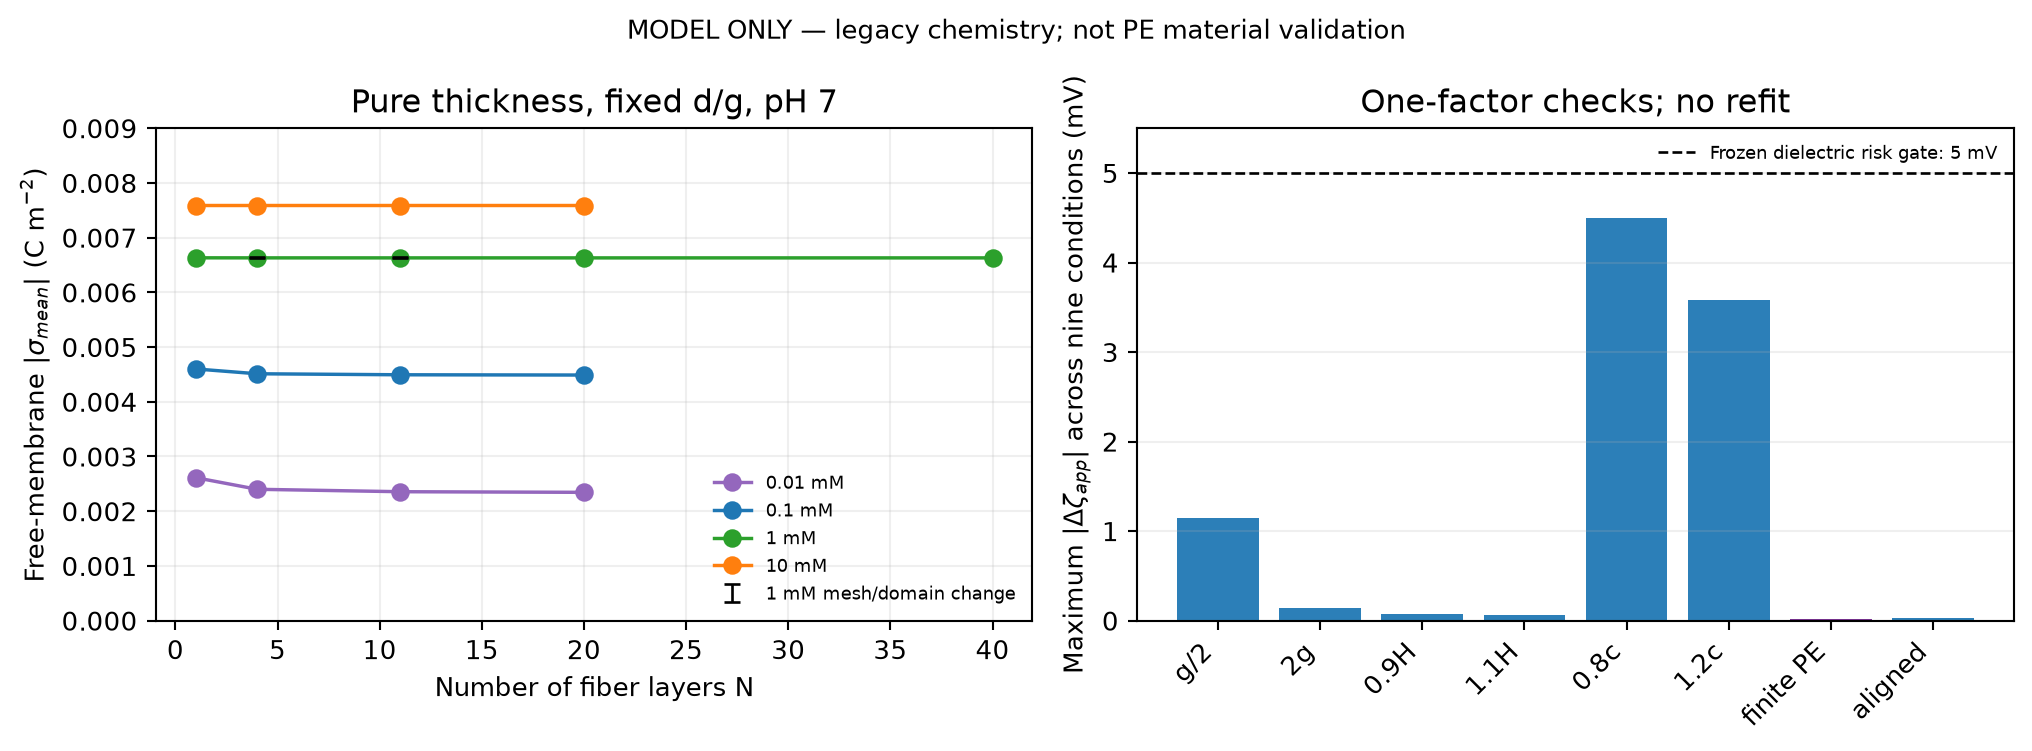 MODEL ONLY — legacy chemistry; not PE material validation
Pure thickness, fixed d/g, pH 7
Free-membrane |σ_mean| (C m⁻²)
0.009
0.008
0.007
0.006
0.005
0.004
0.003
0.002
0.001
0.000
0.01 mM
0.1 mM
1 mM
10 mM
1 mM mesh/domain change
0 5 10 15 20 25 30 35 40
Number of fiber layers N
One-factor checks; no refit
Maximum |Δζ_app| across nine conditions (mV)
Frozen dielectric risk gate: 5 mV
5
4
3
2
1
0
g/2 2g 0.9H 1.1H 0.8c 1.2c finite PE aligned